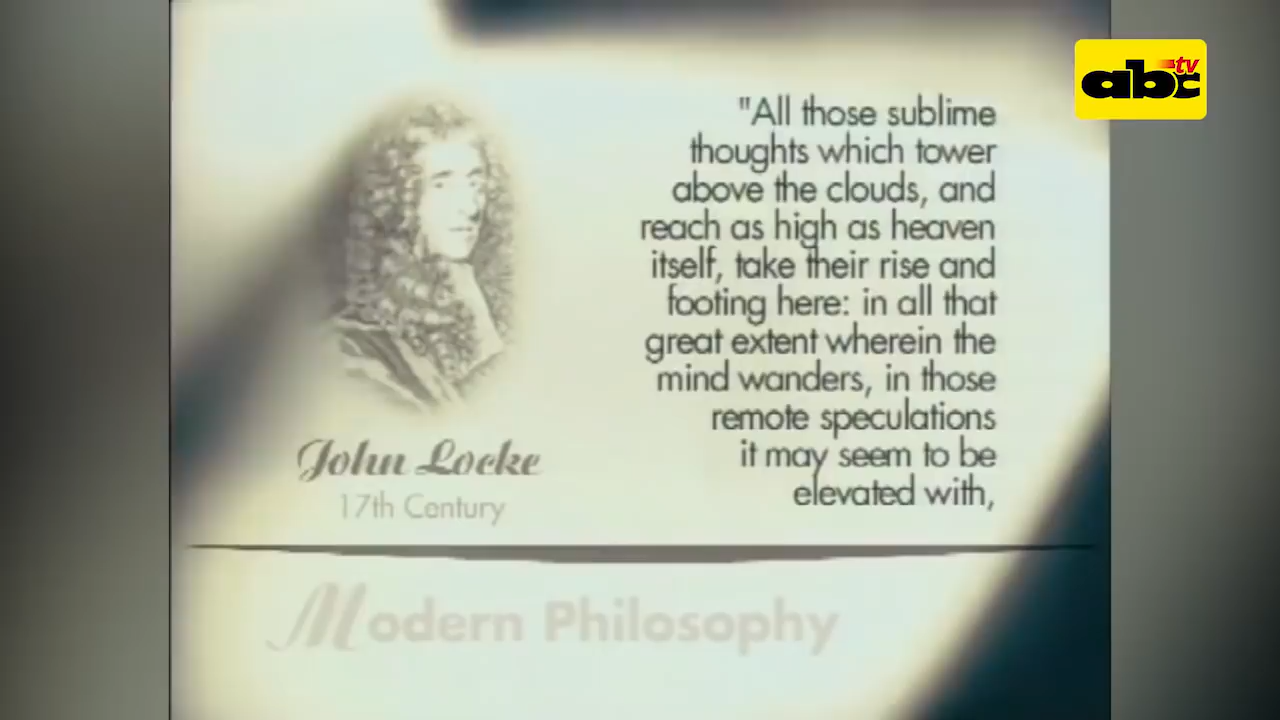 abc tv
"All those sublime
thoughts which tower
above the clouds, and
reach as high as heaven
itself, take their rise and
footing here: in all that
great extent wherein the
mind wanders, in those
remote speculations
it may seem to be
elevated with,
John Locke
17th Century
Modern Philosophy